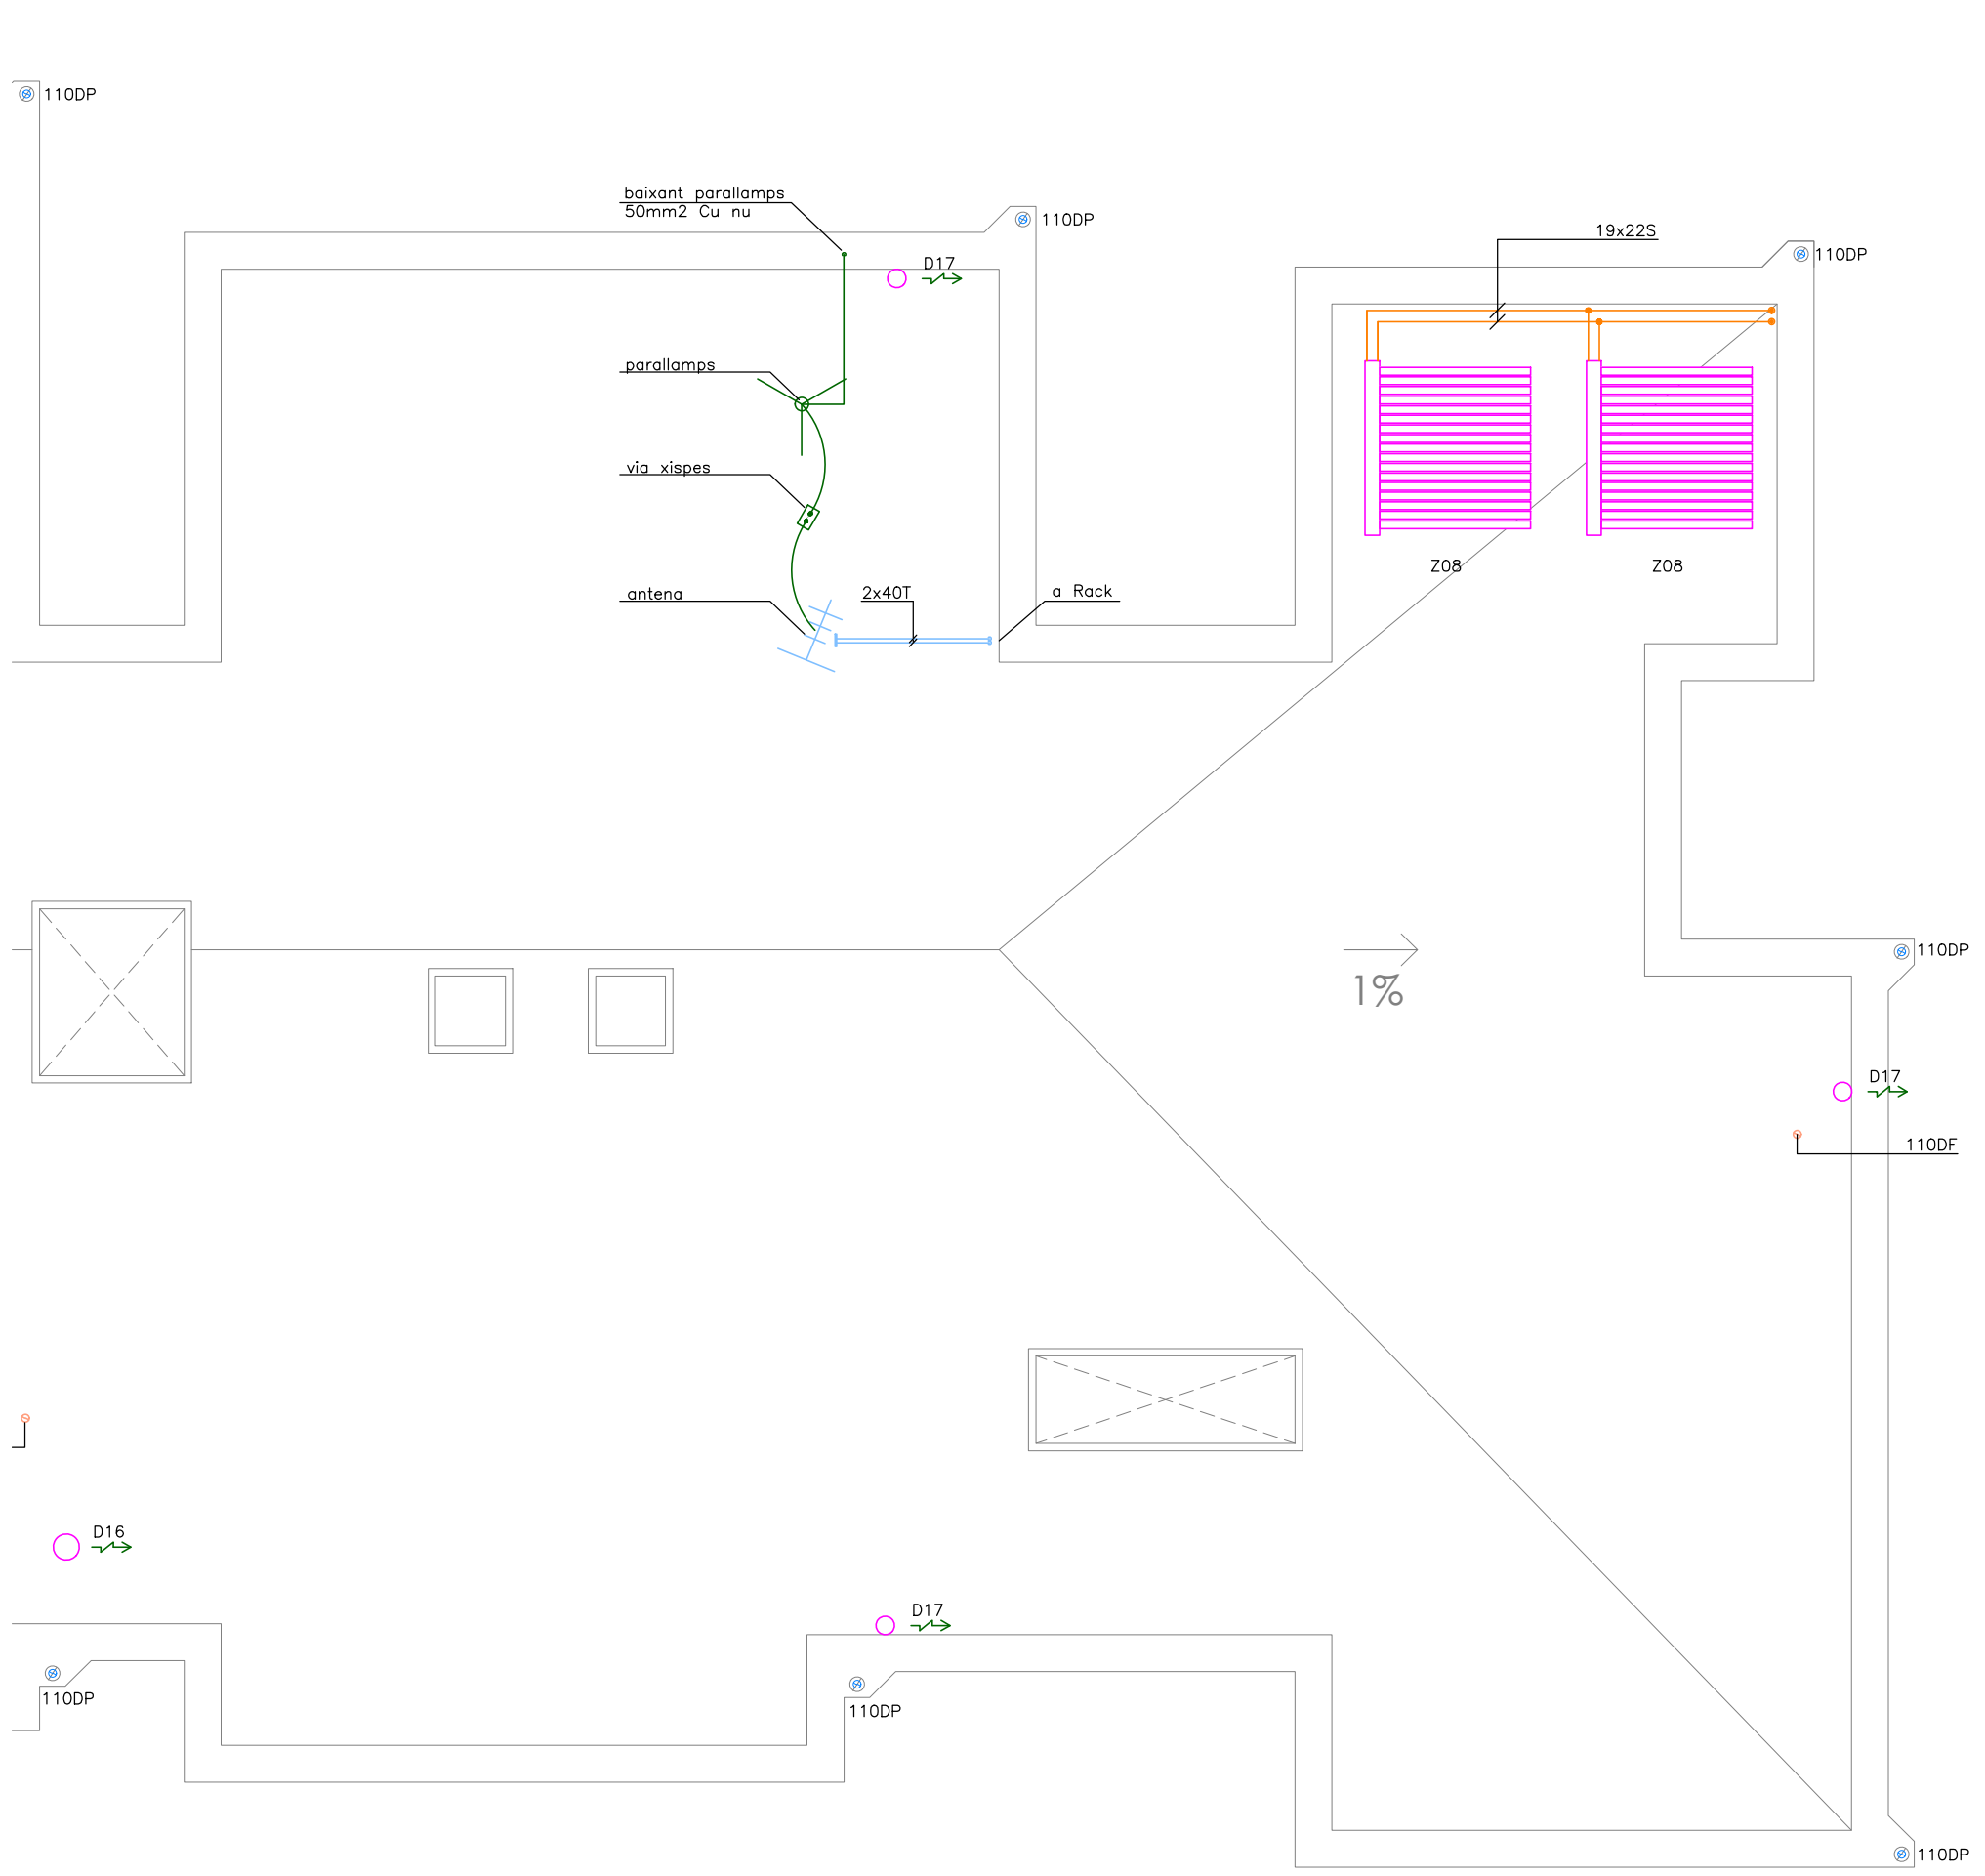 110DP
baixant parallamps
50mm2 Cu nu
110DP
19x22S
110DP
D17
parallamps
via xispes
Z08
Z08
antena
2x40T
a Rack
110DP
1%
D17
110DF
D16
D17
110DP
110DP
110DP